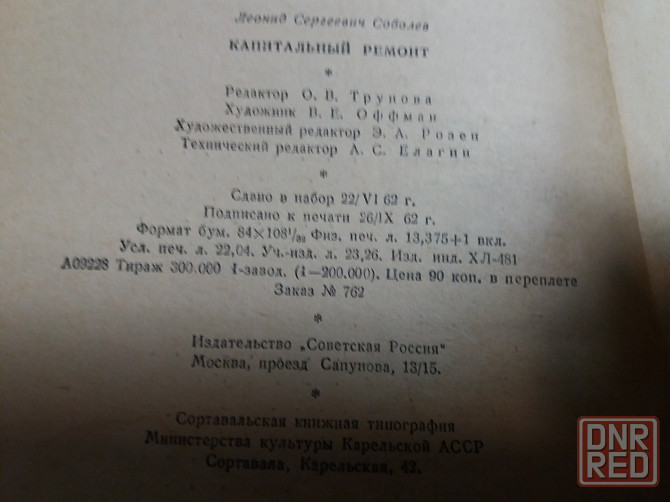 Леонид Сергеевич Соболев
КАПИТАЛЬНЫЙ РЕМОНТ
*
Редактор О. В. Трунова
Художник В. Е. Оффман
Художественный редактор Э. А. Розен
Технический редактор А. С. Елагин
*
Сдано в набор 22/VI 62 г.
Подписано к печати 26/IX 62 г.
Формат бум. 84×108¹/₃₂ Физ. печ. л. 13,375+1 вкл.
Усл. печ. л. 22,04. Уч.-изд. л. 23,26. Изд. инд. ХЛ-481
А09228 Тираж 300.000 1-завод. (1—200.000). Цена 90 коп. в переплете
Заказ № 762
*
Издательство „Советская Россия"
Москва, проезд Сапунова, 13/15.
*
Сортавальская книжная типография
Министерства культуры Карельской АССР
Сортавала, Карельская, 42.
DNR
RED